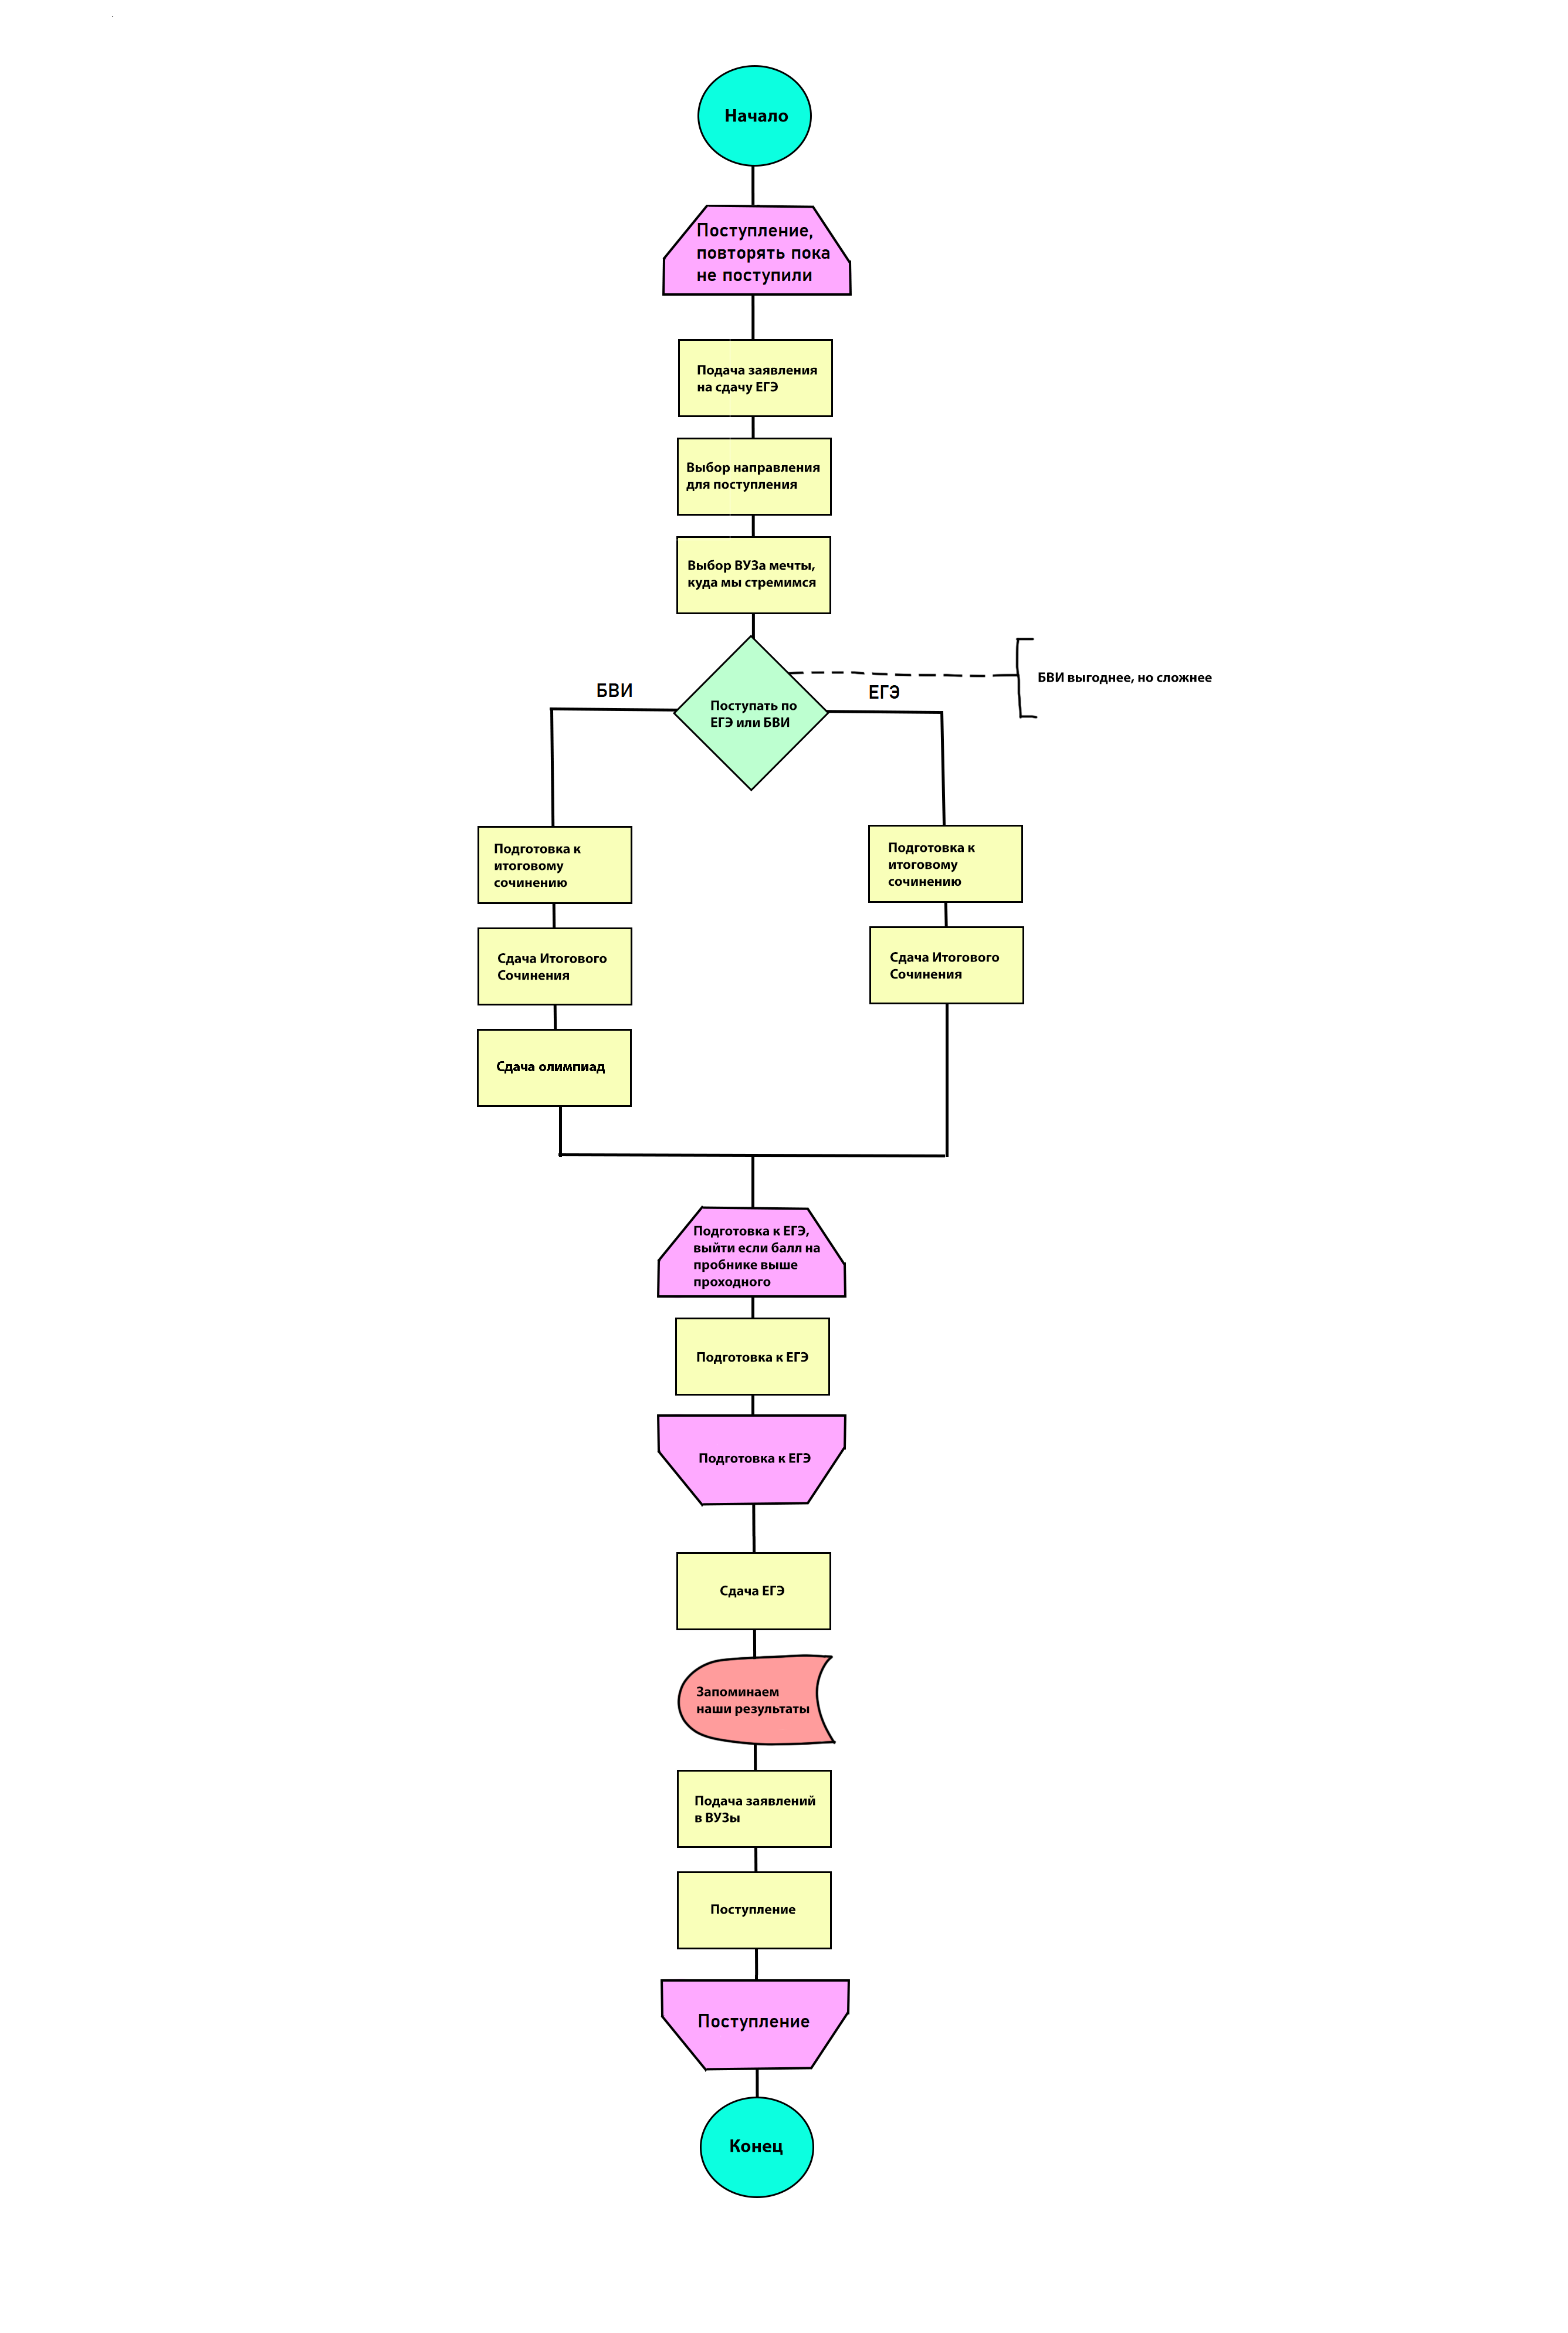 Начало
Поступление,
повторять пока
не поступили
Подача заявления
на сдачу ЕГЭ
Выбор направления
для поступления
Выбор ВУЗа мечты,
куда мы стремимся
БВИ выгоднее, но сложнее
БВИ
ЕГЭ
Поступать по
ЕГЭ или БВИ
Подготовка к
итоговому
сочинению
Сдача Итогового
Сочинения
Сдача олимпиад
Подготовка к
итоговому
сочинению
Сдача Итогового
Сочинения
Подготовка к ЕГЭ,
выйти если балл на
пробнике выше
проходного
Подготовка к ЕГЭ
Подготовка к ЕГЭ
Сдача ЕГЭ
Запоминаем
наши результаты
Подача заявлений
в ВУЗы
Поступление
Поступление
Конец